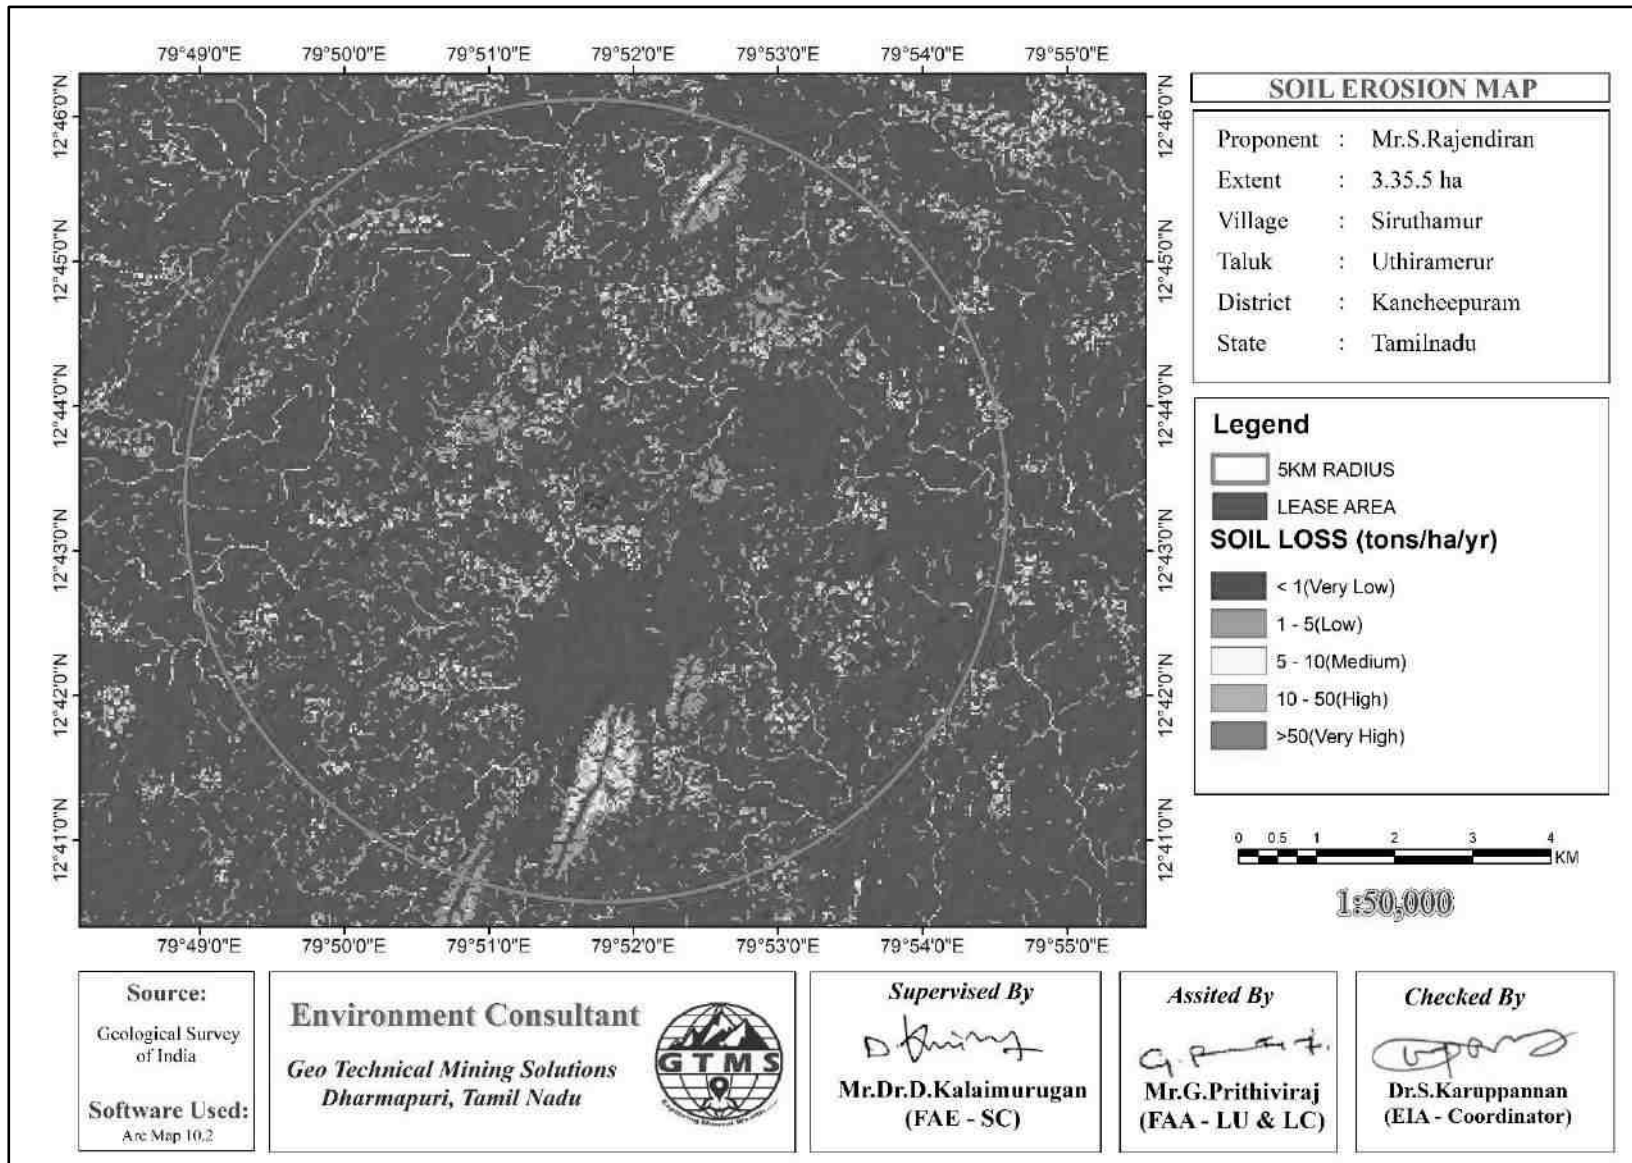 79°49'0"E 79°50'0"E 79°51'0"E 79°52'0"E 79°53'0"E 79°54'0"E 79°55'0"E
12°46'0"N 12°46'0"N
12°45'0"N 12°45'0"N
12°44'0"N 12°44'0"N
12°43'0"N 12°43'0"N
12°42'0"N 12°42'0"N
12°41'0"N 12°41'0"N
79°49'0"E 79°50'0"E 79°51'0"E 79°52'0"E 79°53'0"E 79°54'0"E 79°55'0"E
SOIL EROSION MAP
Proponent : Mr.S.Rajendiran
Extent : 3.35.5 ha
Village : Siruthamur
Taluk : Uthiramerur
District : Kancheepuram
State : Tamilnadu
Legend
5KM RADIUS
LEASE AREA
SOIL LOSS (tons/ha/yr)
< 1(Very Low)
1 - 5(Low)
5 - 10(Medium)
10 - 50(High)
>50(Very High)
0 0.5 1 2 3 4
KM
1:50,000
Source:
Geological Survey
of India
Software Used:
Arc Map 10.2
Environment Consultant
Geo Technical Mining Solutions
Dharmapuri, Tamil Nadu
GTMS
Supervised By
Mr.Dr.D.Kalaimurugan
(FAE - SC)
Assited By
Mr.G.Prithiviraj
(FAA - LU & LC)
Checked By
Dr.S.Karuppannan
(EIA - Coordinator)